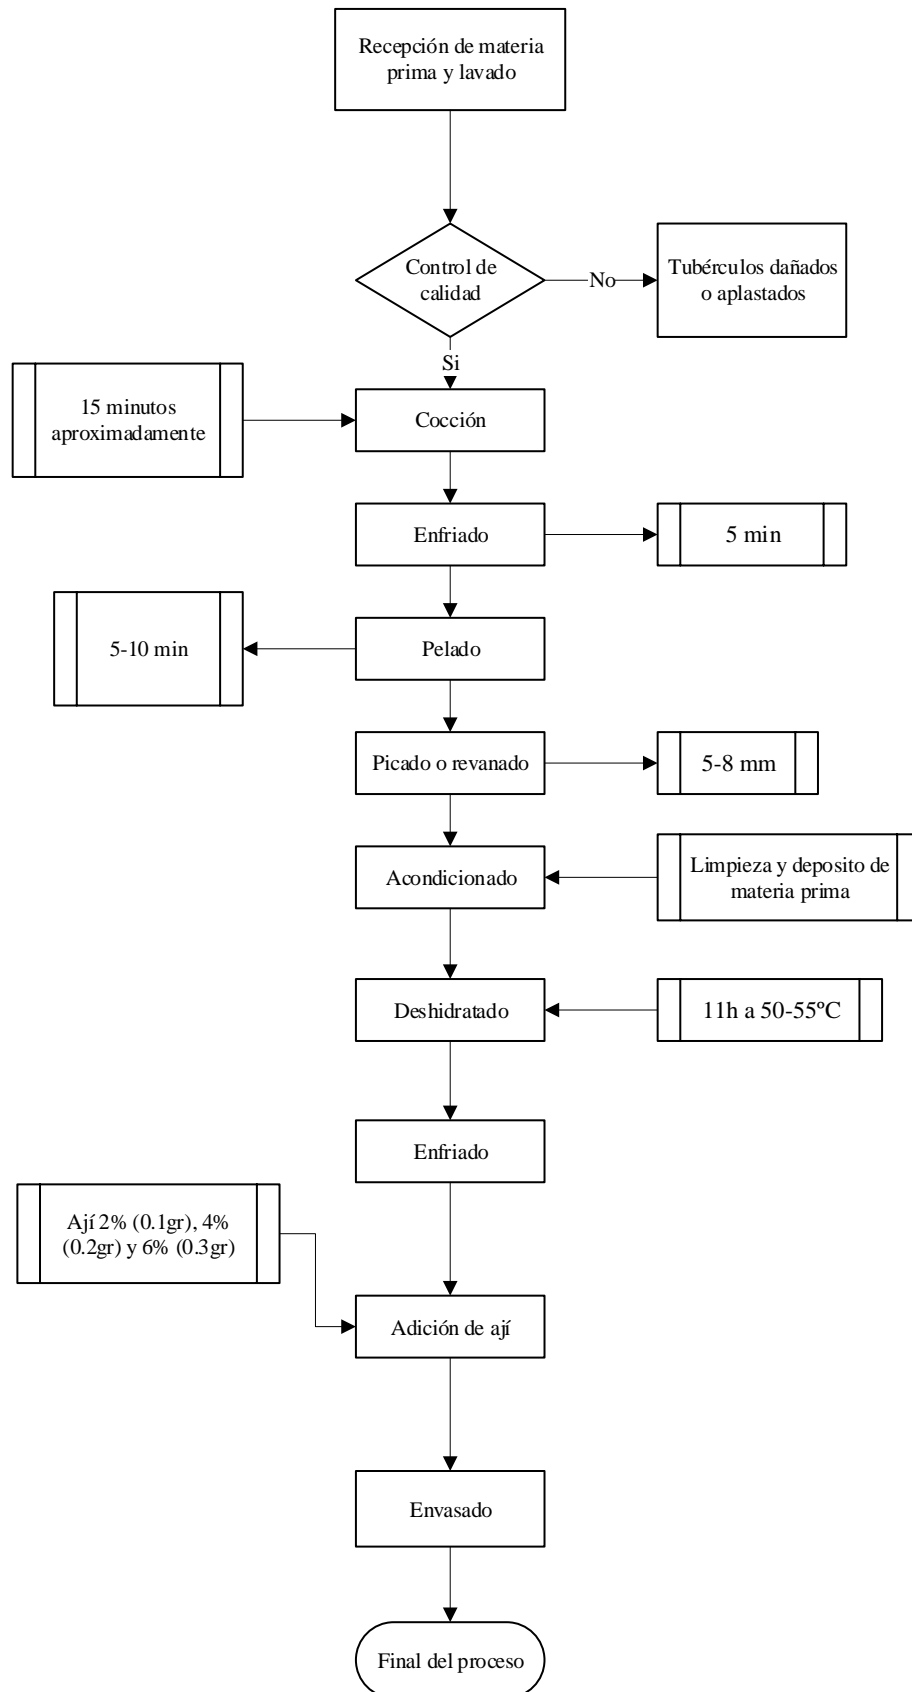 Recepción de materia
prima y lavado
Control de
calidad
No
Tubérculos dañados
o aplastados
Si
15 minutos
aproximadamente
Cocción
Enfriado
5 min
5-10 min
Pelado
Picado o revanado
5-8 mm
Acondicionado
Limpieza y deposito de
materia prima
Deshidratado
11h a 50-55ºC
Enfriado
Ají 2% (0.1gr), 4%
(0.2gr) y 6% (0.3gr)
Adición de ají
Envasado
Final del proceso